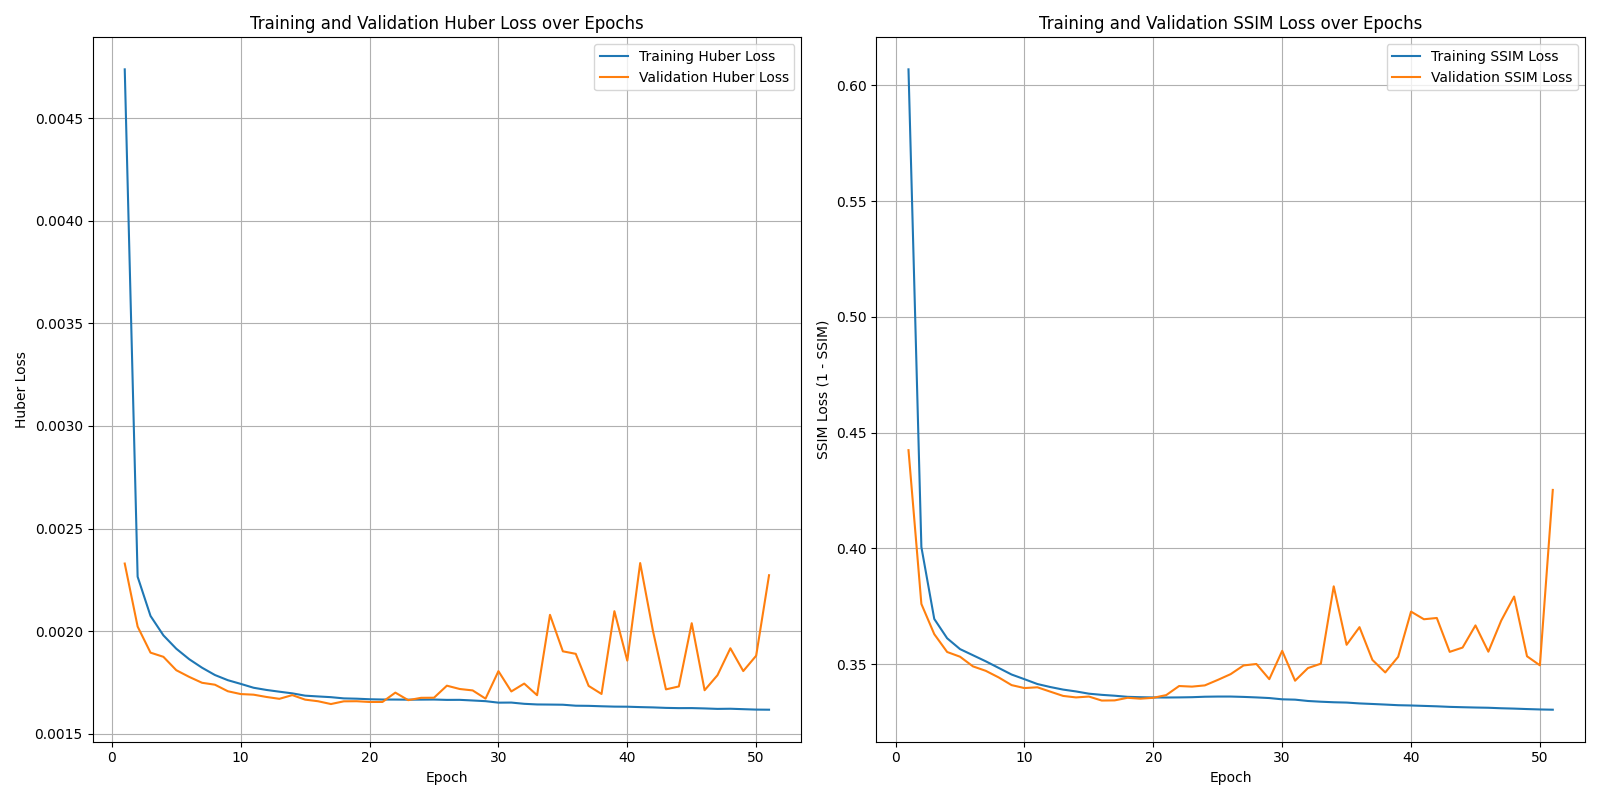 Training and Validation Huber Loss over Epochs
Training Huber Loss
Validation Huber Loss
0.0045
0.0040
0.0035
0.0030
0.0025
0.0020
0.0015
Huber Loss
0 10 20 30 40 50
Epoch
Training and Validation SSIM Loss over Epochs
Training SSIM Loss
Validation SSIM Loss
0.60
0.55
0.50
0.45
0.40
0.35
SSIM Loss (1 - SSIM)
0 10 20 30 40 50
Epoch